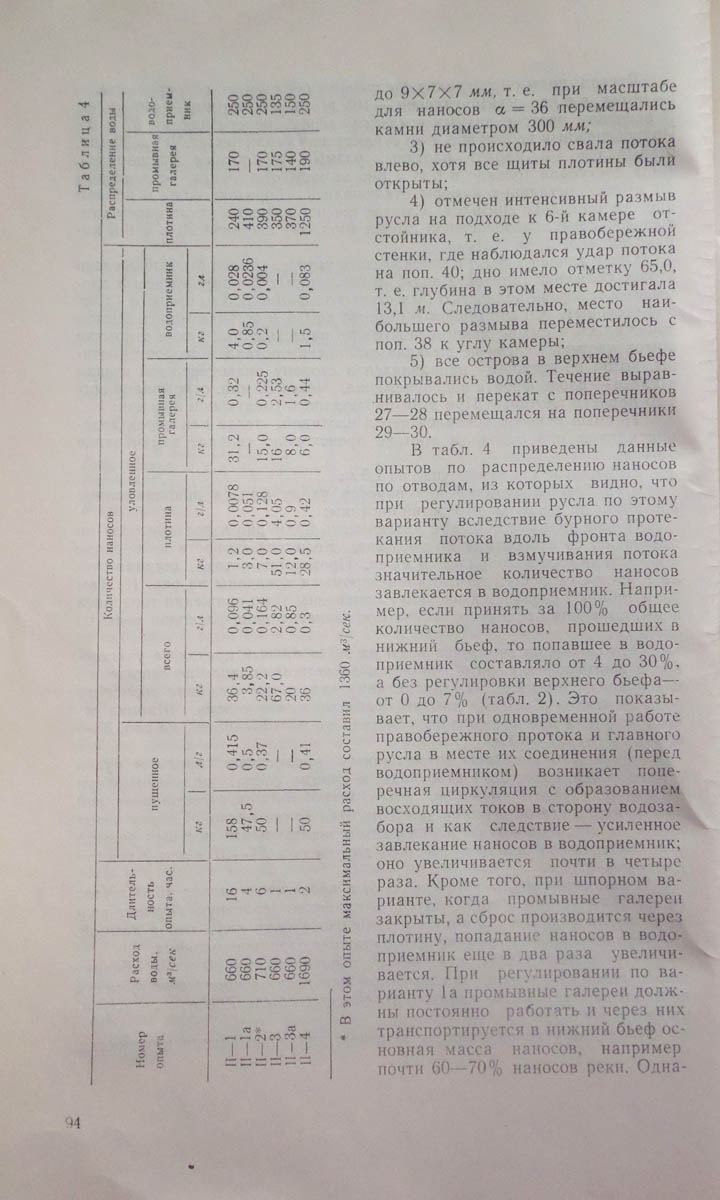 Таблица 4
Номер опыта | Расход воды, м³/сек | Длитель-ность опыта, час. | Количество наносов | Распределение воды
пущенное | уловленное | плотина | промывная галерея | водо-прием-ник
всего | плотина | промывная галерея | водоприемник
кг | л/г | кг | г/л | кг | г/л | кг | г/л | кг | г/л
II—1 | 660 | 16 | 158 | 0,415 | 36,4 | 0,096 | 1,2 | 0,0078 | 31,2 | 0,32 | 4,0 | 0,028 | 240 | 170 | 250
II—1а | 660 | 4 | 47,5 | 0,5 | 3,85 | 0,041 | 3,0 | 0,051 | — | — | 0,85 | 0,0236 | 410 | — | 250
II—2* | 710 | 6 | 50 | 0,37 | 22,2 | 0,164 | 7,0 | 0,128 | 15,0 | 0,225 | 0,2 | 0,004 | 390 | 170 | 250
II—3 | 660 | 1 | — | — | 67,0 | 2,82 | 51,0 | 4,05 | 16 | 2,53 | — | — | 350 | 175 | 135
II—3а | 660 | 1 | — | — | 20 | 0,85 | 12,0 | 0,9 | 8,0 | 1,6 | — | — | 370 | 140 | 150
II—4 | 1690 | 2 | 50 | 0,41 | 36 | 0,3 | 28,5 | 0,42 | 6,0 | 0,44 | 1,5 | 0,083 | 1250 | 190 | 250
* В этом опыте максимальный расход составил 1360 м³/сек.
до 9×7×7 мм, т. е. при масштабе
для наносов α = 36 перемещались
камни диаметром 300 мм;
3) не происходило свала потока
влево, хотя все щиты плотины были
открыты;
4) отмечен интенсивный размыв
русла на подходе к 6-й камере от-
стойника, т. е. у правобережной
стенки, где наблюдался удар потока
на поп. 40; дно имело отметку 65,0,
т. е. глубина в этом месте достигала
13,1 м. Следовательно, место наи-
большего размыва переместилось с
поп. 38 к углу камеры;
5) все острова в верхнем бьефе
покрывались водой. Течение вырав-
нивалось и перекат с поперечников
27—28 перемещался на поперечники
29—30.
В табл. 4 приведены данные
опытов по распределению наносов
по отводам, из которых видно, что
при регулировании русла по этому
варианту вследствие бурного проте-
кания потока вдоль фронта водо-
приемника и взмучивания потока
значительное количество наносов
завлекается в водоприемник. Напри-
мер, если принять за 100% общее
количество наносов, прошедших в
нижний бьеф, то попавшее в водо-
приемник составляло от 4 до 30%,
а без регулировки верхнего бьефа—
от 0 до 7% (табл. 2). Это показы-
вает, что при одновременной работе
правобережного протока и главного
русла в месте их соединения (перед
водоприемником) возникает попе-
речная циркуляция с образованием
восходящих токов в сторону водоза-
бора и как следствие — усиленное
завлекание наносов в водоприемник;
оно увеличивается почти в четыре
раза. Кроме того, при шпорном ва-
рианте, когда промывные галереи
закрыты, а сброс производится через
плотину, попадание наносов в водо-
приемник еще в два раза увеличи-
вается. При регулировании по ва-
рианту 1а промывные галереи долж-
ны постоянно работать и через них
транспортируется в нижний бьеф ос-
новная масса наносов, например
почти 60—70% наносов реки. Одна-
94